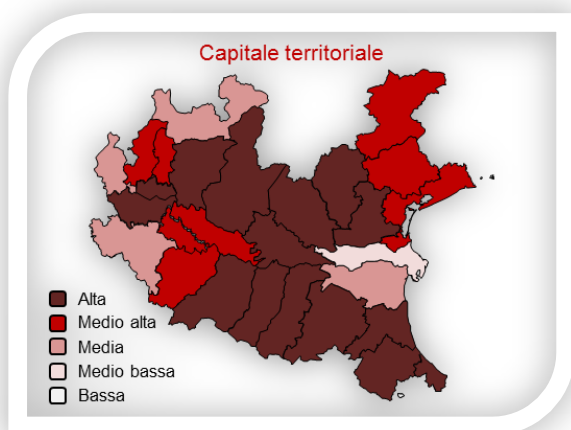 Capitale territoriale
Alta
Medio alta
Media
Medio bassa
Bassa